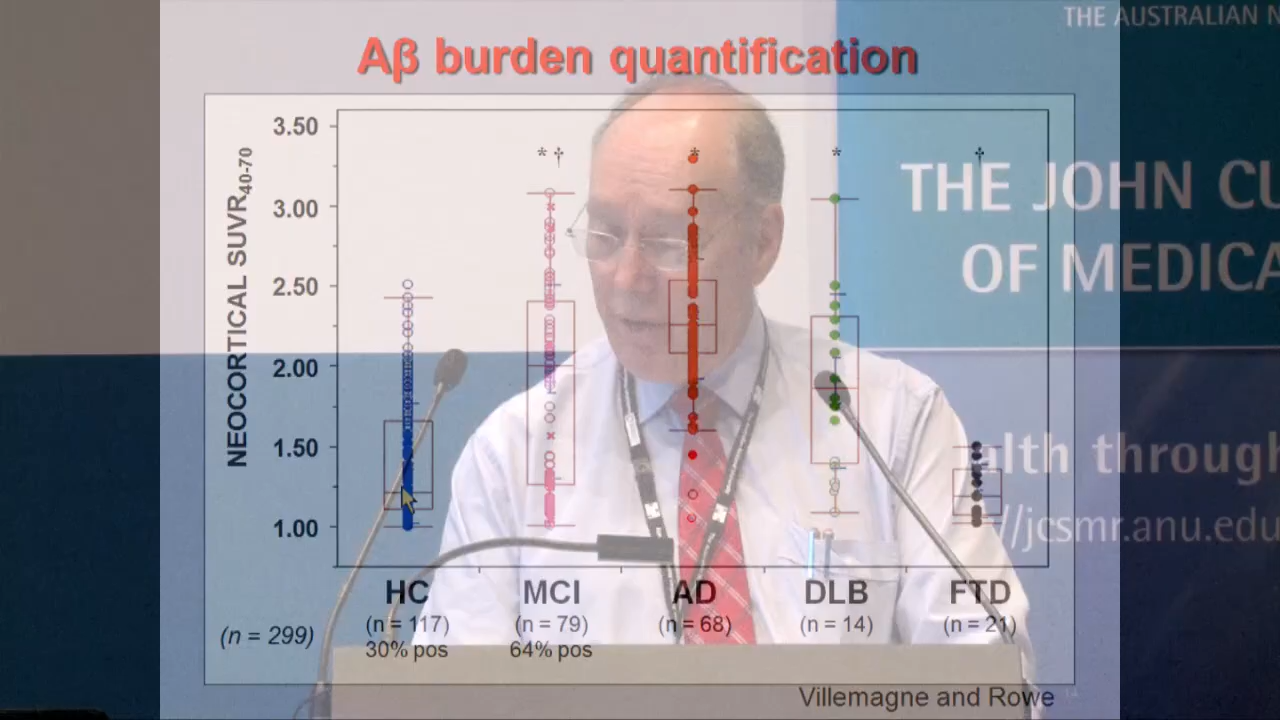 THE AUSTRALIAN N
Aβ burden quantification
THE JOHN CU
OF MEDICA
alth through
//jcsmr.anu.edu
NEOCORTICAL SUVR40-70
3.50
3.00
2.50
2.00
1.50
1.00
* †
*
*
†
HC
MCI
AD
DLB
FTD
(n = 299)
(n = 117)
(n = 79)
(n = 68)
(n = 14)
(n = 21)
30% pos
64% pos
Villemagne and Rowe
14